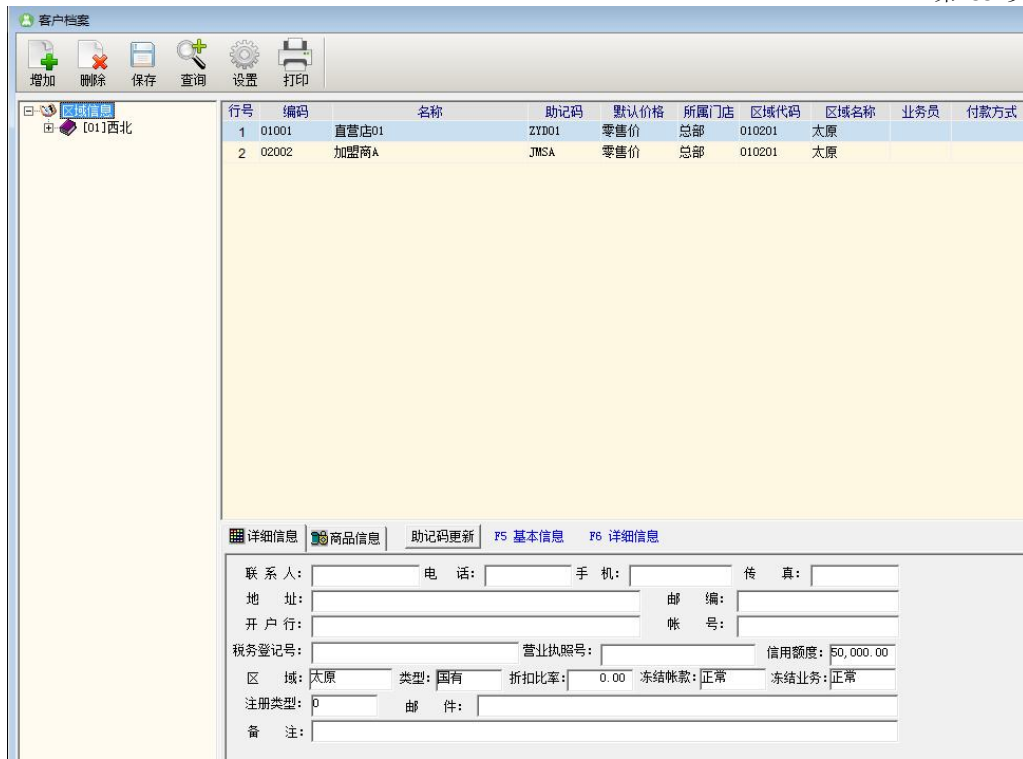 客户档案
增加 删除 保存 查询 设置 打印
区域信息
[01]西北
行号 编码 名称 助记码 默认价格 所属门店 区域代码 区域名称 业务员 付款方式
1 01001 直营店01 ZYD01 零售价 总部 010201 太原
2 02002 加盟商A JMSA 零售价 总部 010201 太原
详细信息 商品信息 助记码更新 F5 基本信息 F6 详细信息
联 系 人: 电 话: 手 机: 传 真:
地 址: 邮 编:
开 户 行: 帐 号:
税务登记号: 营业执照号: 信用额度: 50,000.00
区 域: 太原 类型: 国有 折扣比率: 0.00 冻结帐款: 正常 冻结业务: 正常
注册类型: 0 邮 件:
备 注: